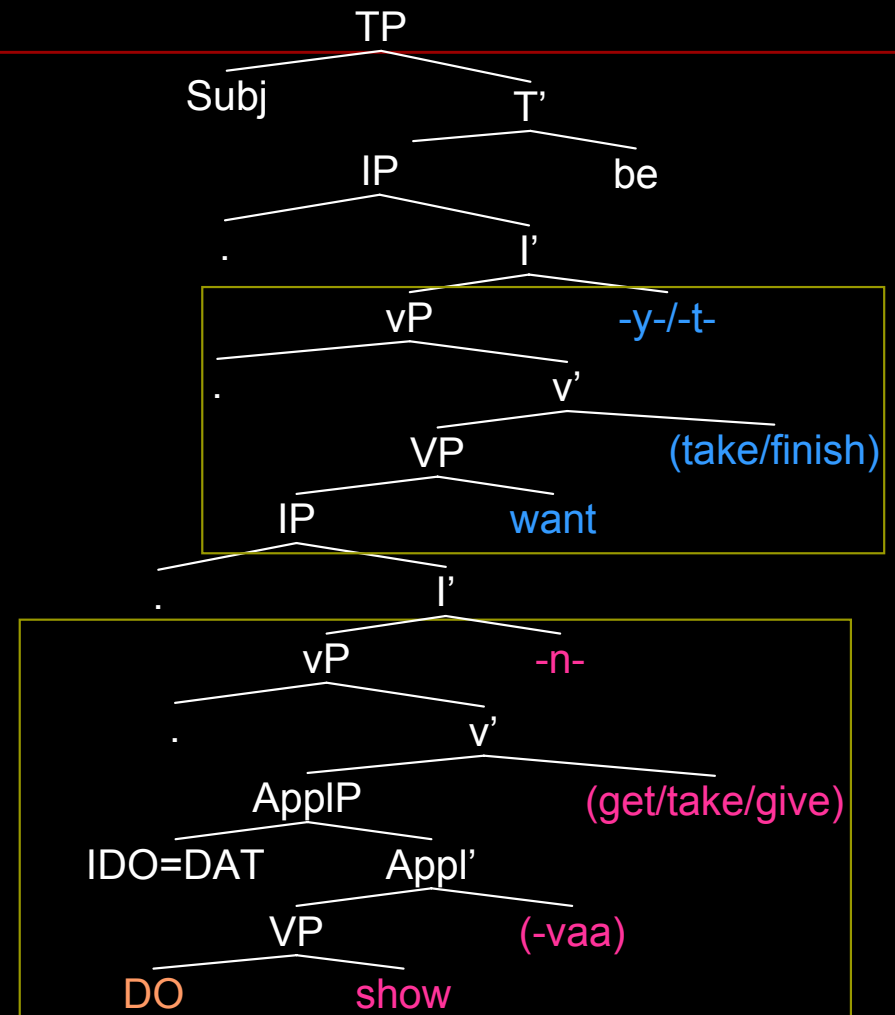 TP
Subj T’
IP be
. I’
vP -y-/-t-
. v’
VP (take/finish)
IP want
. I’
vP -n-
. v’
ApplP (get/take/give)
IDO=DAT Appl’
VP (-vaa)
DO show